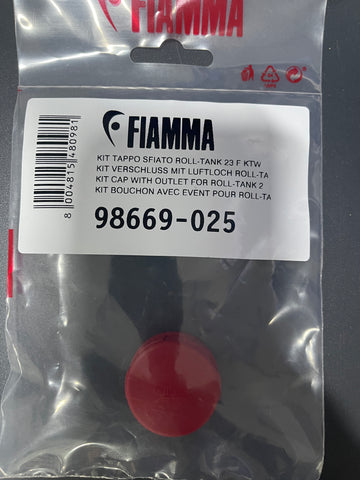 FIAMMA
FIAMMA
KIT TAPPO SFIATO ROLL-TANK 23 F KTW
KIT VERSCHLUSS MIT LUFTLOCH ROLL-TA
KIT CAP WITH OUTLET FOR ROLL-TANK 2
KIT BOUCHON AVEC EVENT POUR ROLL-TA
98669-025
8 004815 480981